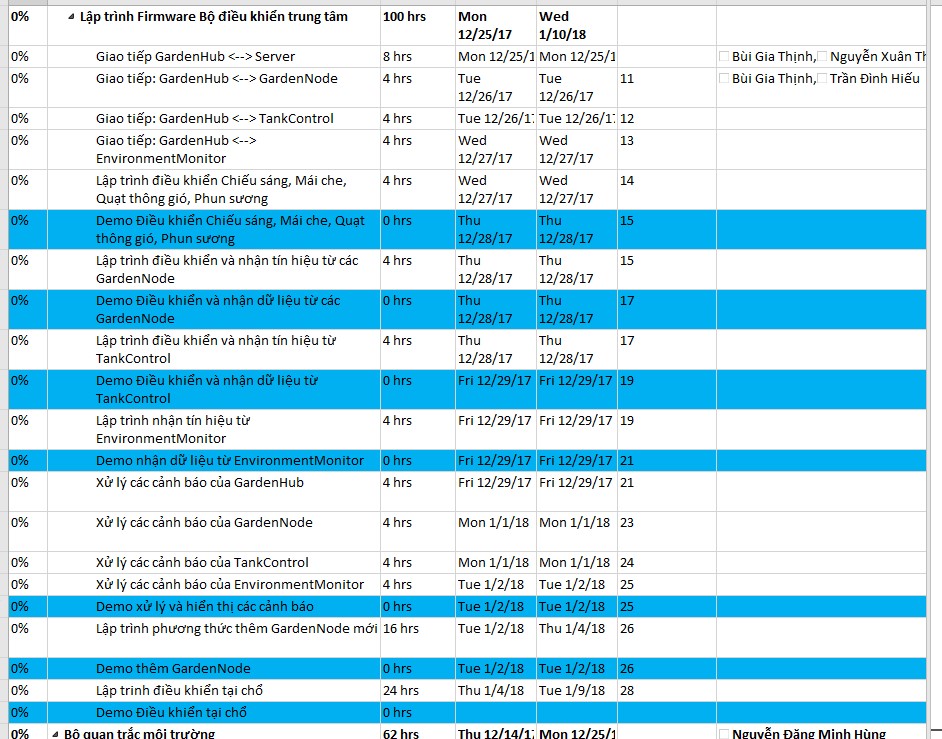 0% Lập trình Firmware Bộ điều khiển trung tâm 100 hrs Mon Wed
12/25/17 1/10/18
0% Giao tiếp GardenHub <--> Server 8 hrs Mon 12/25/1 Mon 12/25/1 Bùi Gia Thịnh, Nguyễn Xuân Th
0% Giao tiếp: GardenHub <--> GardenNode 4 hrs Tue Tue 11 Bùi Gia Thịnh, Trần Đình Hiếu
12/26/17 12/26/17
0% Giao tiếp: GardenHub <--> TankControl 4 hrs Tue 12/26/17 Tue 12/26/17 12
0% Giao tiếp: GardenHub <--> 4 hrs Wed Wed 13
EnvironmentMonitor 12/27/17 12/27/17
0% Lập trình điều khiển Chiếu sáng, Mái che, 4 hrs Wed Wed 14
Quạt thông gió, Phun sương 12/27/17 12/27/17
0% Demo Điều khiển Chiếu sáng, Mái che, Quạt 0 hrs Thu Thu 15
thông gió, Phun sương 12/28/17 12/28/17
0% Lập trình điều khiển và nhận tín hiệu từ các 4 hrs Thu Thu 15
GardenNode 12/28/17 12/28/17
0% Demo Điều khiển và nhận dữ liệu từ các 0 hrs Thu Thu 17
GardenNode 12/28/17 12/28/17
0% Lập trình điều khiển và nhận tín hiệu từ 4 hrs Thu Thu 17
TankControl 12/28/17 12/28/17
0% Demo Điều khiển và nhận dữ liệu từ 0 hrs Fri 12/29/17 Fri 12/29/17 19
TankControl
0% Lập trình nhận tín hiệu từ 4 hrs Fri 12/29/17 Fri 12/29/17 19
EnvironmentMonitor
0% Demo nhận dữ liệu từ EnvironmentMonitor 0 hrs Fri 12/29/17 Fri 12/29/17 21
0% Xử lý các cảnh báo của GardenHub 4 hrs Fri 12/29/17 Fri 12/29/17 21
0% Xử lý các cảnh báo của GardenNode 4 hrs Mon 1/1/18 Mon 1/1/18 23
0% Xử lý các cảnh báo của TankControl 4 hrs Mon 1/1/18 Mon 1/1/18 24
0% Xử lý các cảnh báo của EnvironmentMonitor 4 hrs Tue 1/2/18 Tue 1/2/18 25
0% Demo xử lý và hiển thị các cảnh báo 0 hrs Tue 1/2/18 Tue 1/2/18 25
0% Lập trình phương thức thêm GardenNode mới 16 hrs Tue 1/2/18 Thu 1/4/18 26
0% Demo thêm GardenNode 0 hrs Tue 1/2/18 Tue 1/2/18 26
0% Lập trinh điều khiển tại chổ 24 hrs Thu 1/4/18 Tue 1/9/18 28
0% Demo Điều khiển tại chổ 0 hrs
0% Bộ quan trắc môi trường 62 hrs Thu 12/14/17 Mon 12/25/1 Nguyễn Đăng Minh Hùng